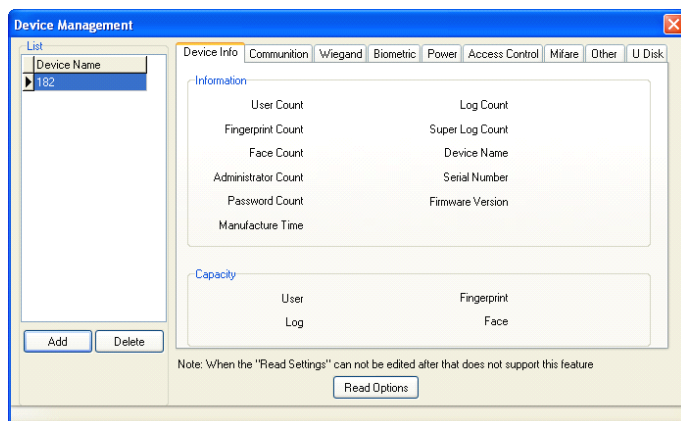 Device Management
List
Device Name
182
Add Delete
Device Info Communition Wiegand Biometric Power Access Control Mifare Other U Disk
Information
User Count Log Count
Fingerprint Count Super Log Count
Face Count Device Name
Administrator Count Serial Number
Password Count Firmware Version
Manufacture Time
Capacity
User Fingerprint
Log Face
Note: When the "Read Settings" can not be edited after that does not support this feature
Read Options